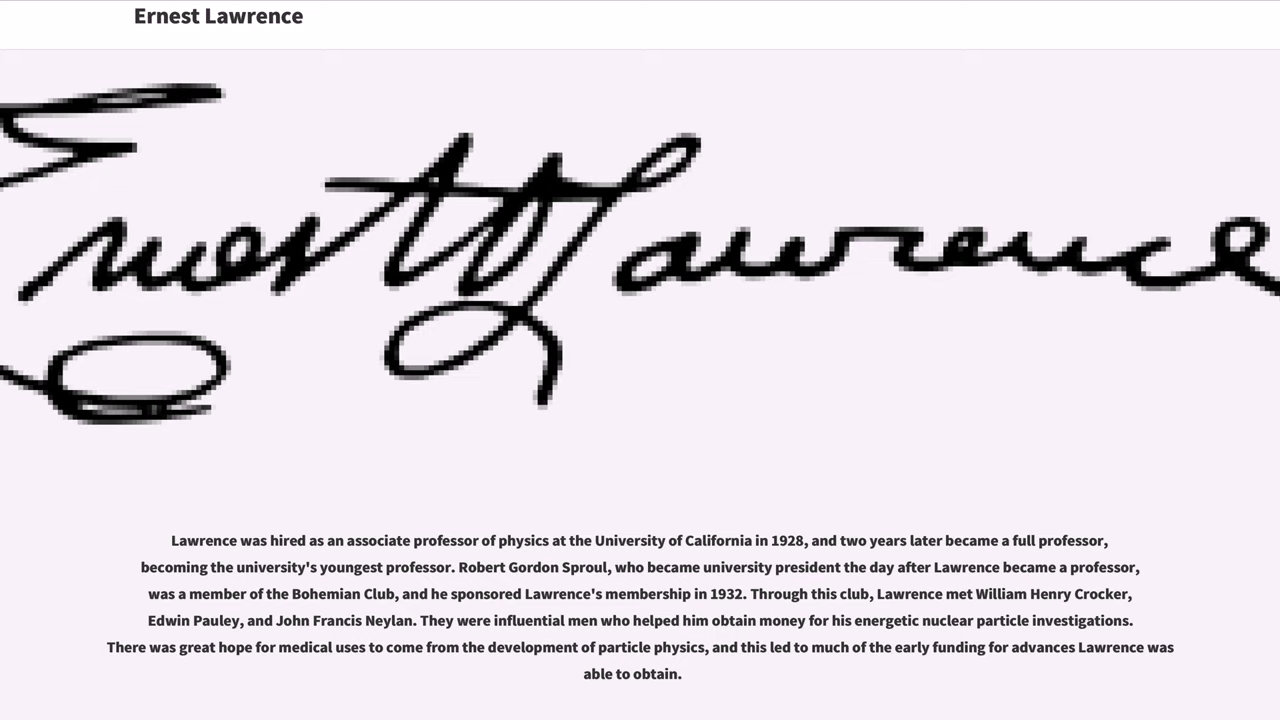 Ernest Lawrence
Ernest O Lawrence
Lawrence was hired as an associate professor of physics at the University of California in 1928, and two years later became a full professor,
becoming the university's youngest professor. Robert Gordon Sproul, who became university president the day after Lawrence became a professor,
was a member of the Bohemian Club, and he sponsored Lawrence's membership in 1932. Through this club, Lawrence met William Henry Crocker,
Edwin Pauley, and John Francis Neylan. They were influential men who helped him obtain money for his energetic nuclear particle investigations.
There was great hope for medical uses to come from the development of particle physics, and this led to much of the early funding for advances Lawrence was
able to obtain.